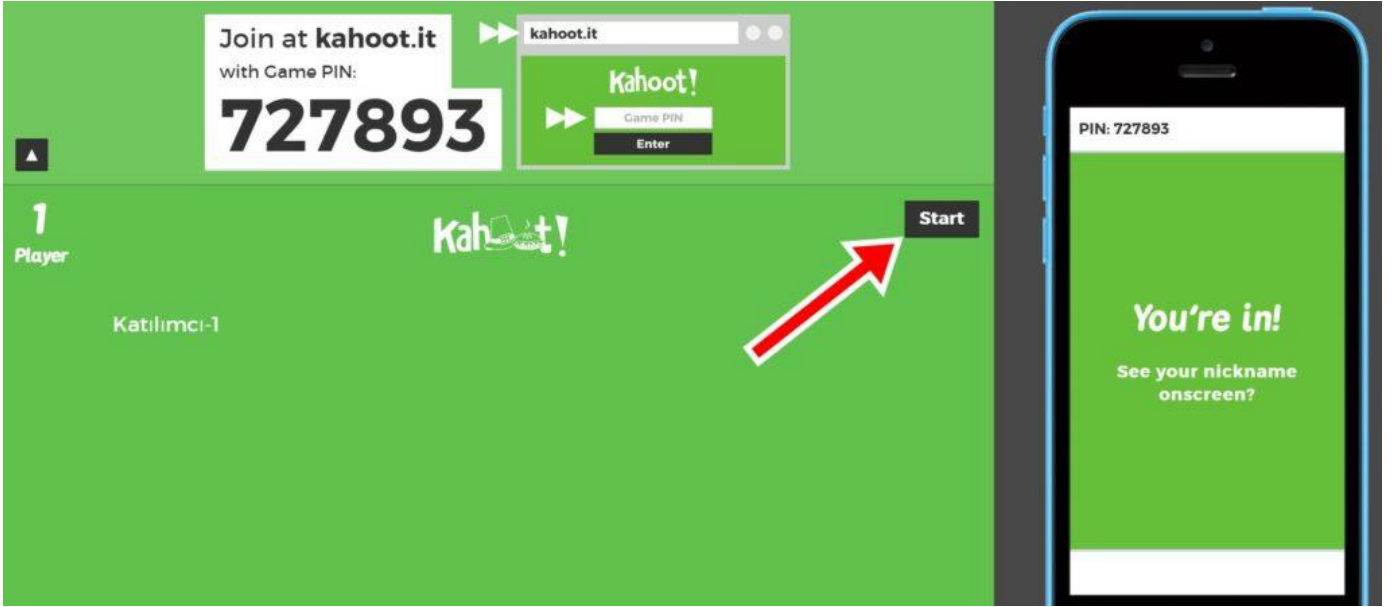 Join at kahoot.it
with Game PIN:
727893
kahoot.it
Kahoot!
Game PIN
Enter
1
Player
Kahoot!
Start
Katılımcı-1
PIN: 727893
You're in!
See your nickname
onscreen?